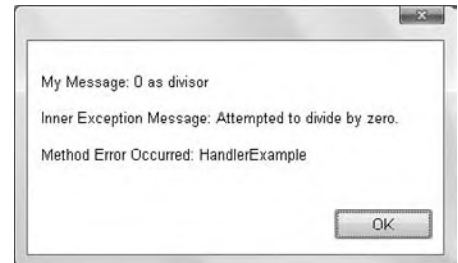 My Message: 0 as divisor
Inner Exception Message: Attempted to divide by zero.
Method Error Occurred: HandlerExample
OK